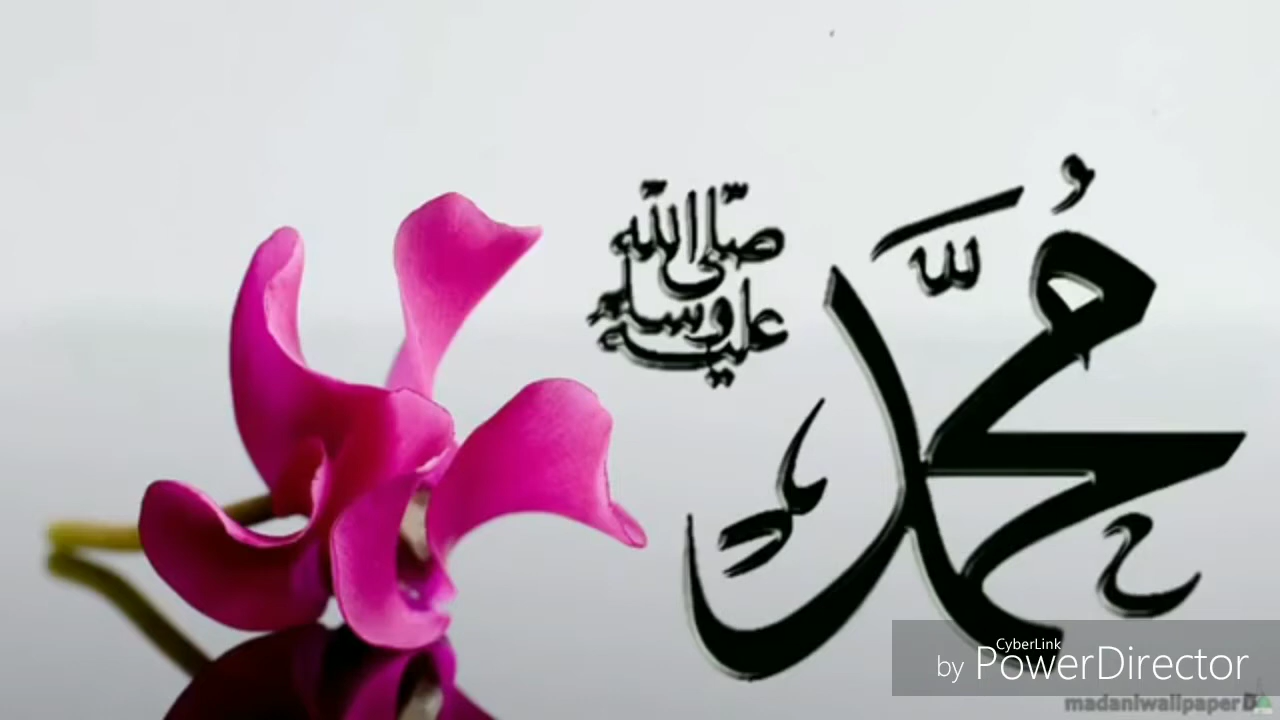 مُحَمَّد
صلى الله
عليه وسلم
CyberLink
by PowerDirector
madaniwallpaper